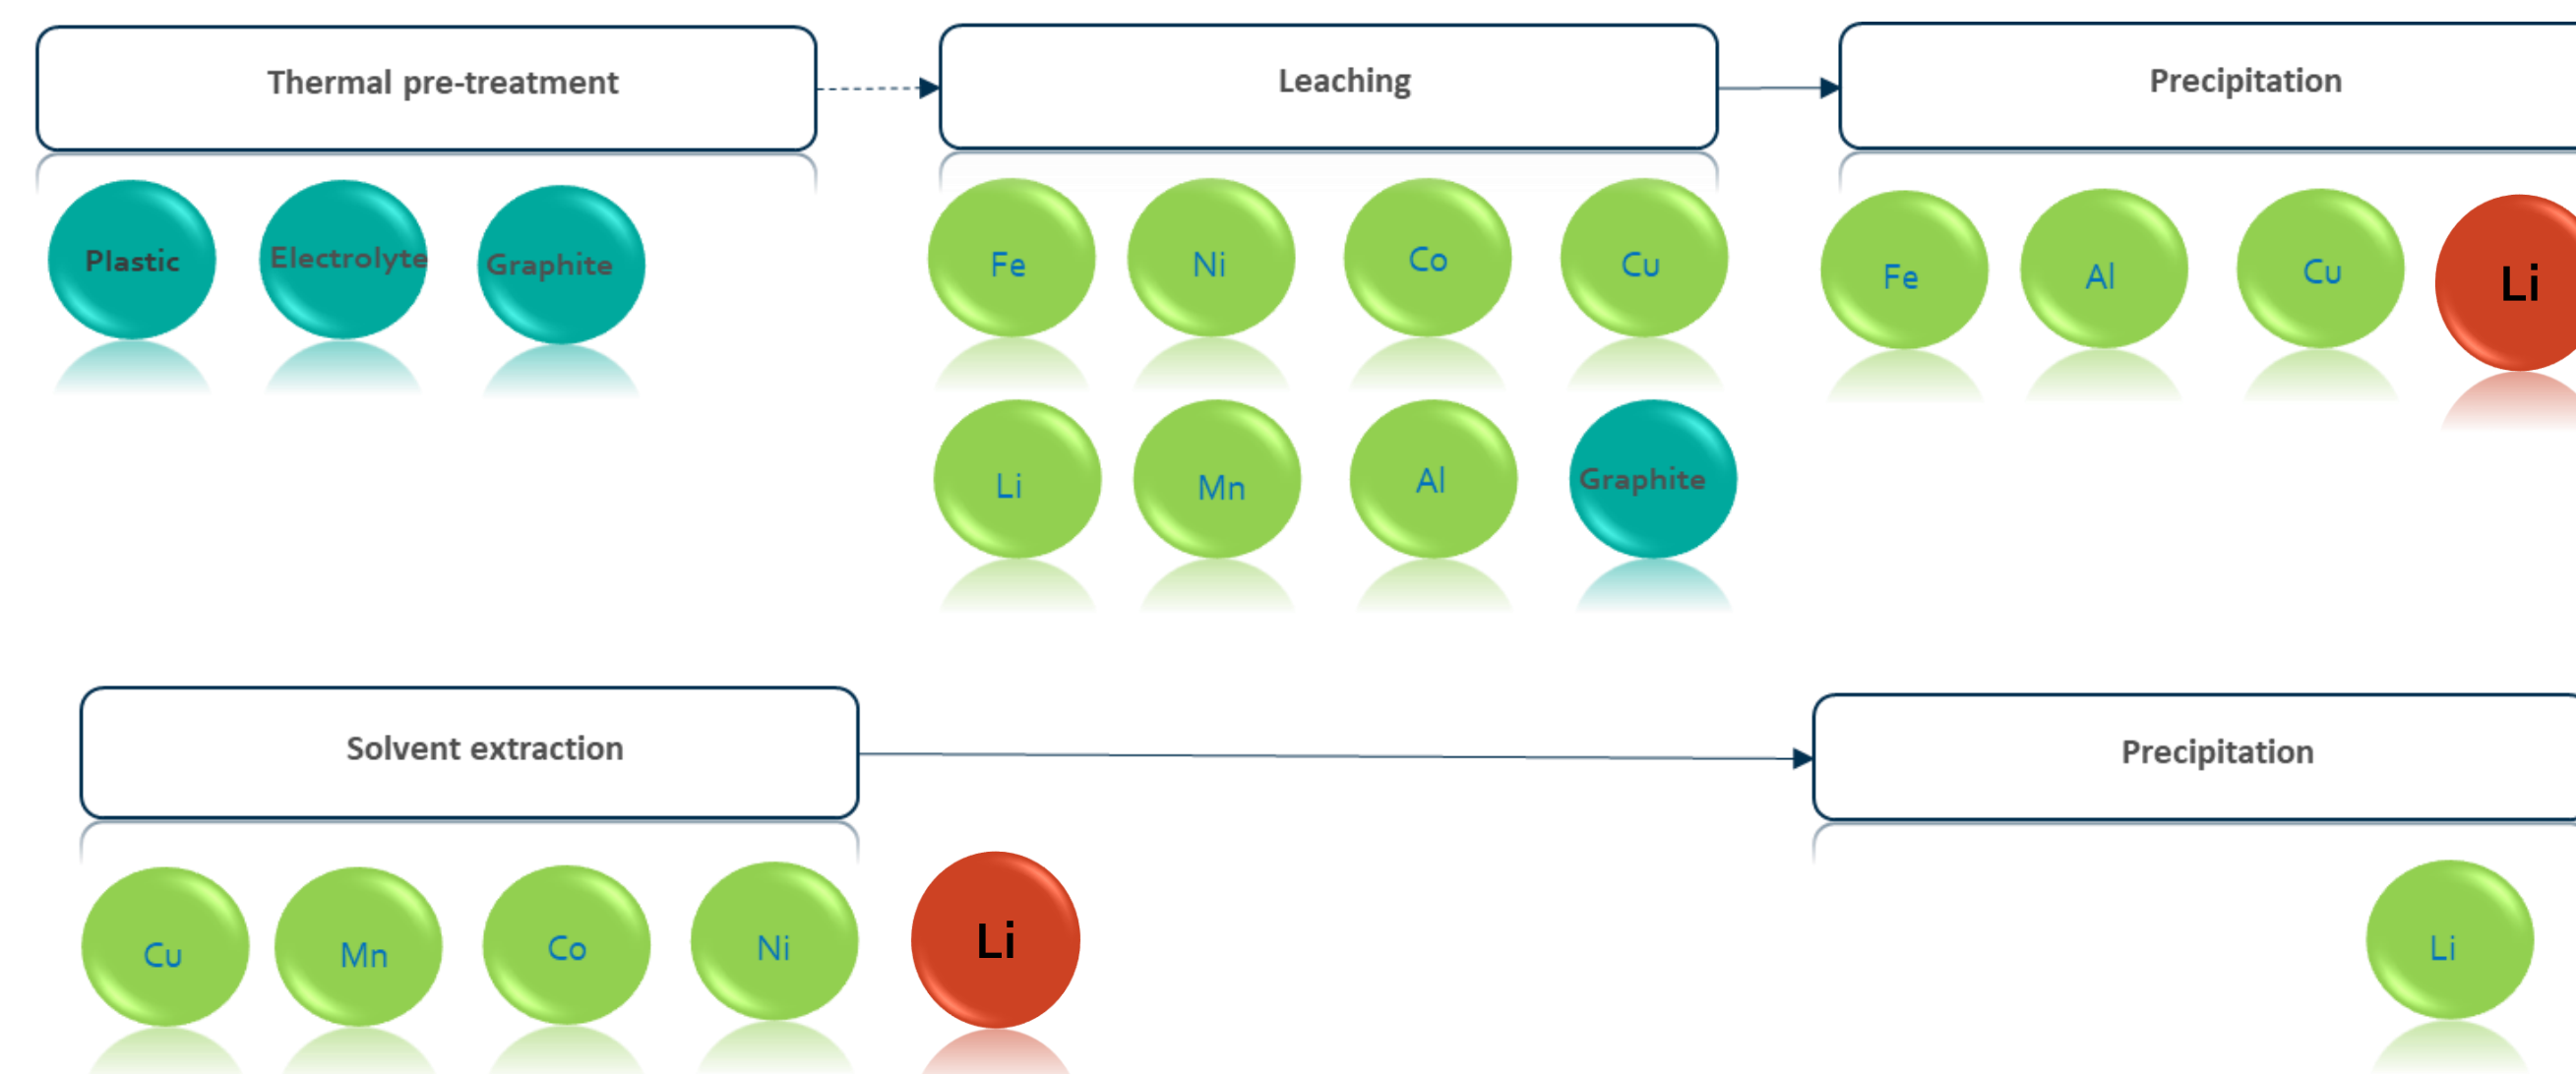 Thermal pre-treatment
Leaching
Precipitation
Plastic
Electrolyte
Graphite
Fe
Ni
Co
Cu
Fe
Al
Cu
Li
Li
Mn
Al
Graphite
Solvent extraction
Precipitation
Cu
Mn
Co
Ni
Li
Li